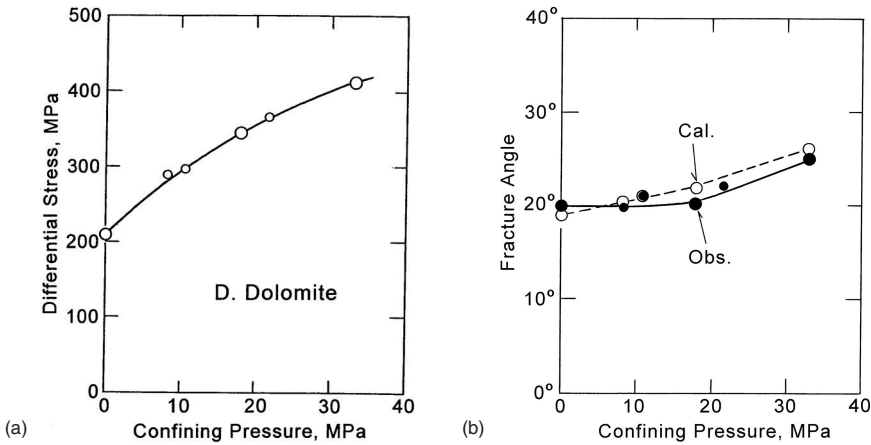 500
400
300
200
100
0
0
10
20
30
40
Differential Stress, MPa
D. Dolomite
Confining Pressure, MPa
(a)
40°
30°
20°
10°
0°
0
10
20
30
40
Fracture Angle
Cal.
Obs.
Confining Pressure, MPa
(b)